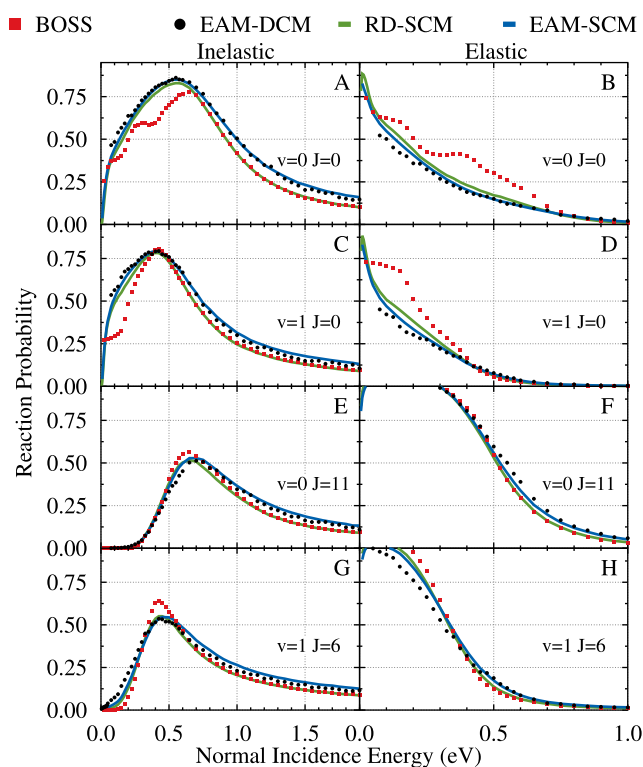 BOSS EAM-DCM RD-SCM EAM-SCM
Inelastic Elastic
Reaction Probability
0.75 A B
0.50
v=0 J=0 v=0 J=0
0.25
0.00
0.75 C D
0.50
v=1 J=0 v=1 J=0
0.25
0.00
0.75 E F
0.50
v=0 J=11 v=0 J=11
0.25
0.00
0.75 G H
0.50
v=1 J=6 v=1 J=6
0.25
0.00
0.0 0.5 1.0 1.5 0.0 0.5 1.0
Normal Incidence Energy (eV)